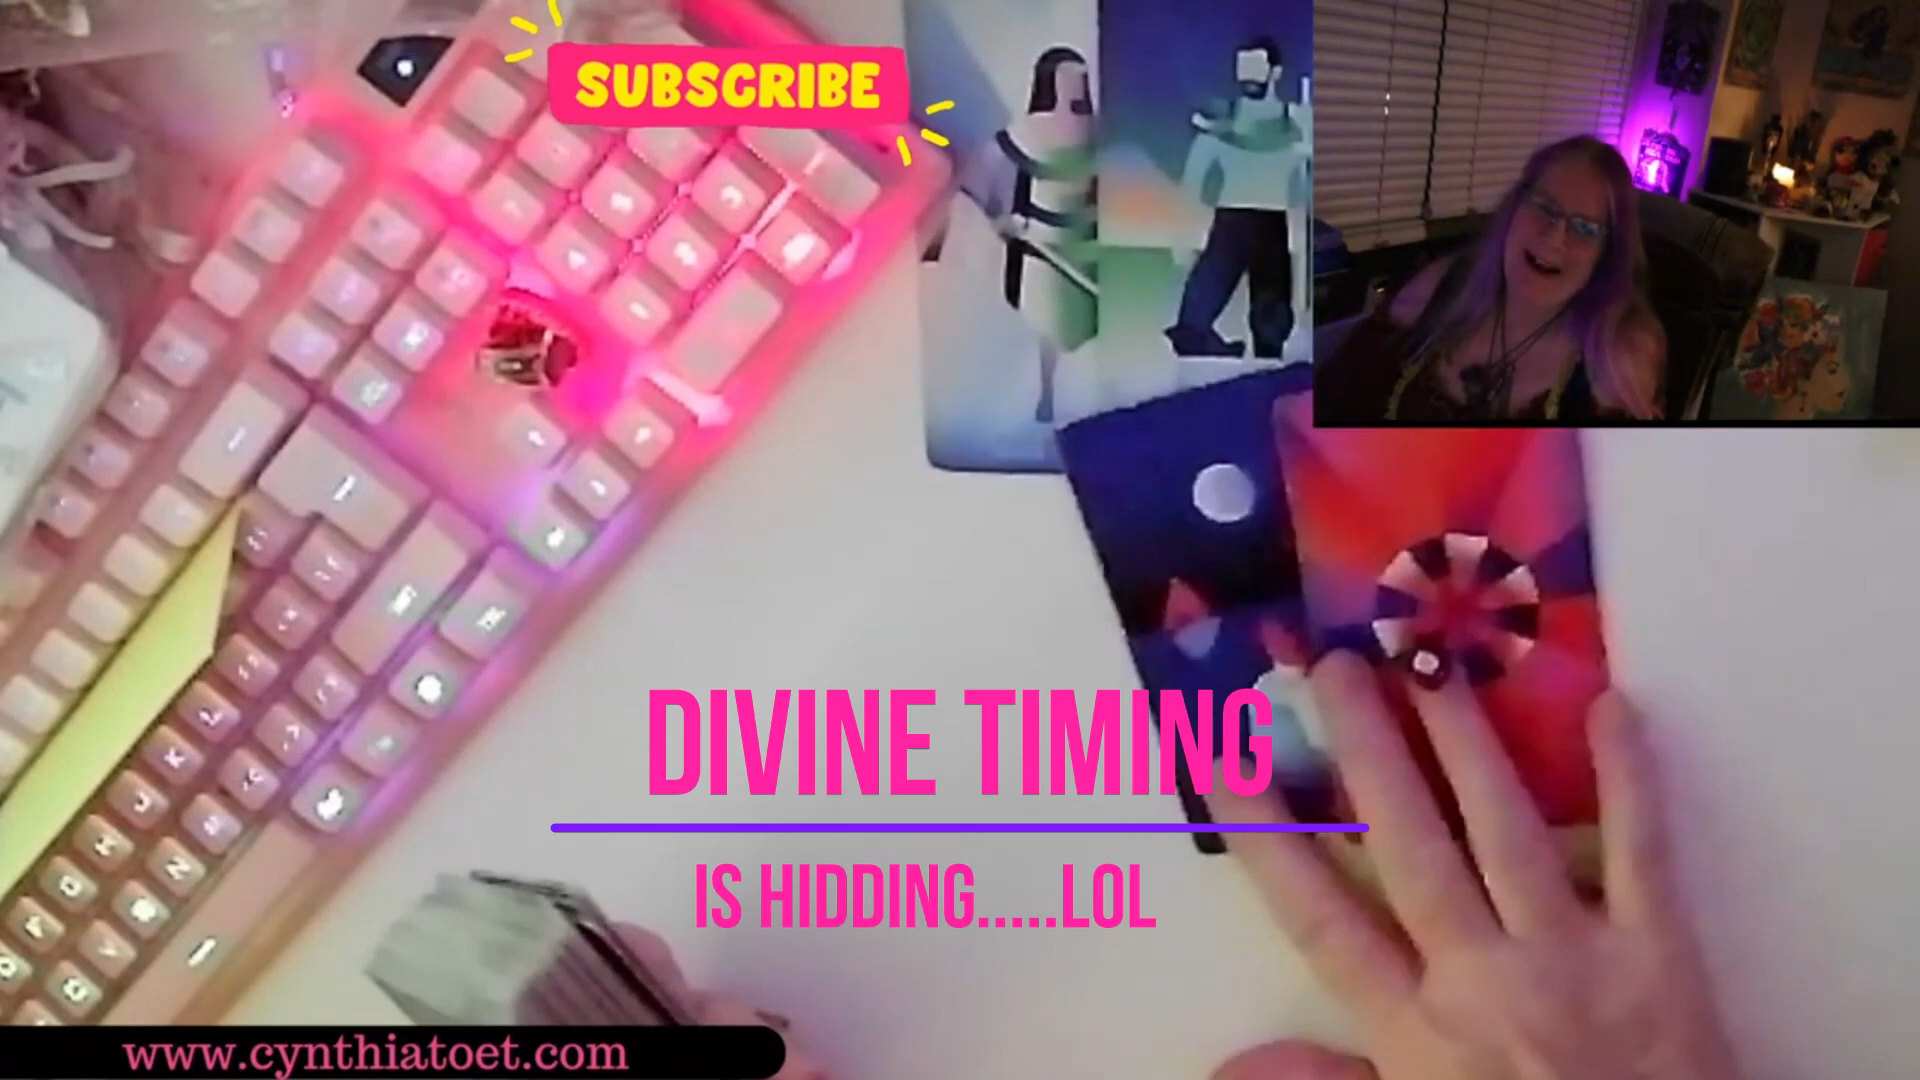 SUBSCRIBE
DIVINE TIMING
IS HIDDING.....LOL
www.cynthiatoet.com